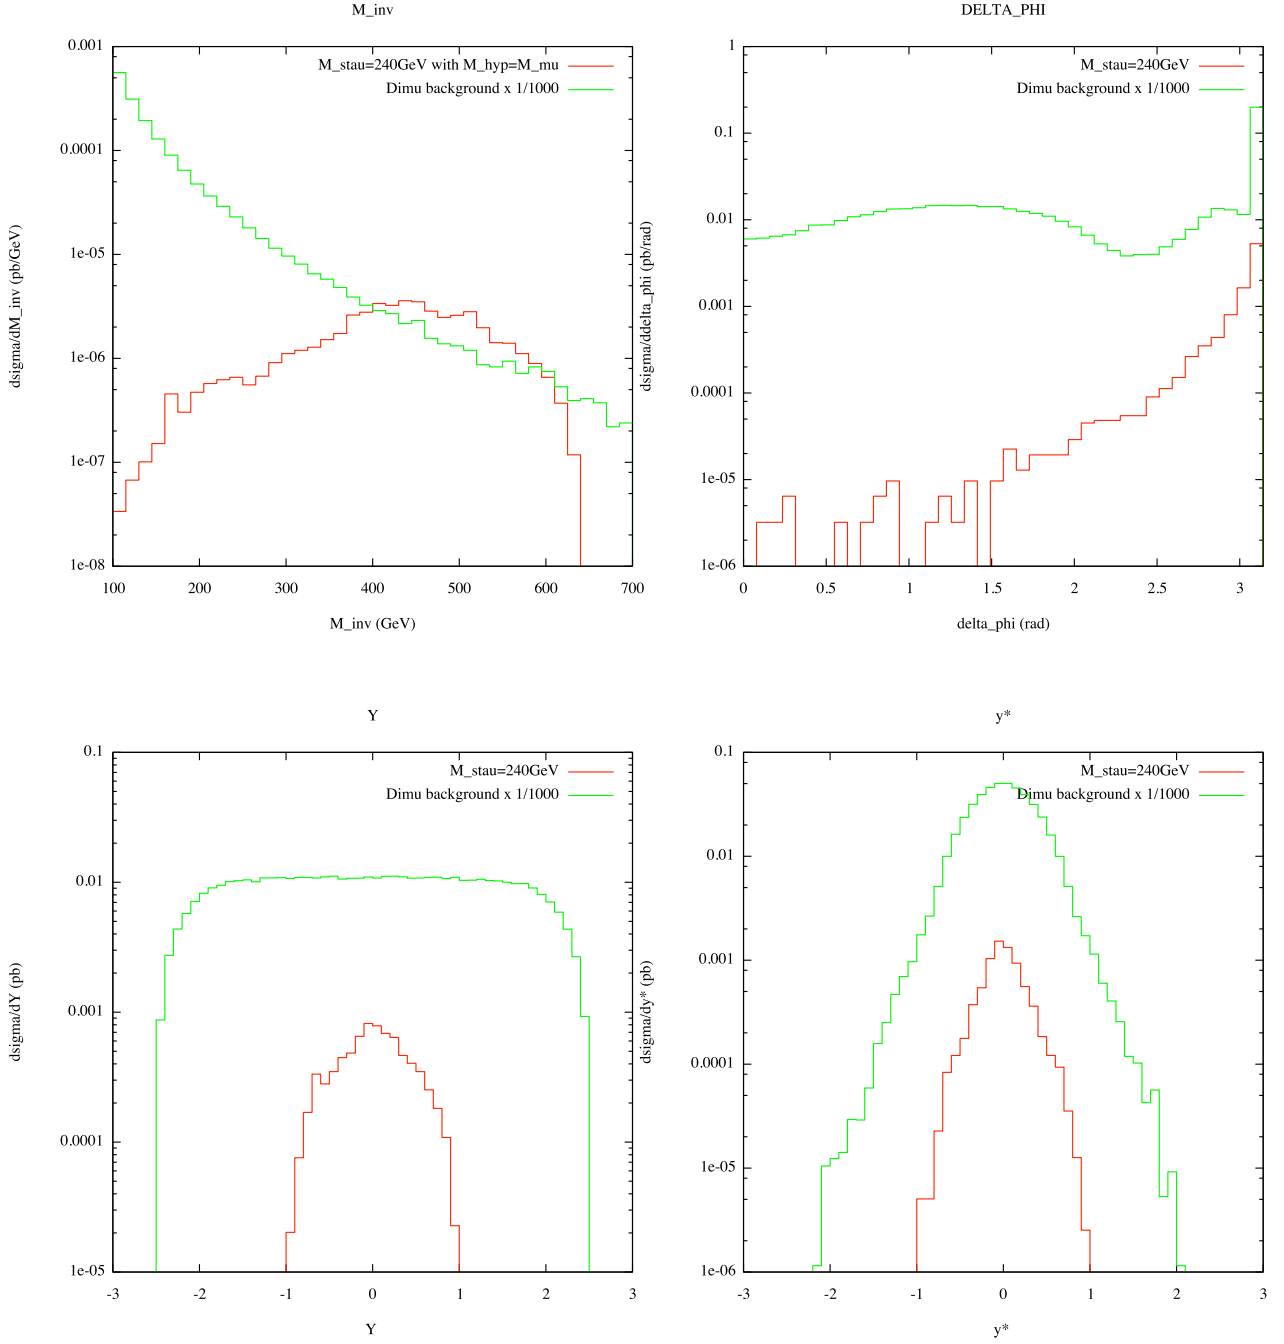 M_inv
0.001
0.0001
1e-05
1e-06
1e-07
1e-08
100 200 300 400 500 600 700
dsigma/dM_inv (pb/GeV)
M_inv (GeV)
M_stau=240GeV with M_hyp=M_mu
Dimu background x 1/1000
DELTA_PHI
1
0.1
0.01
0.001
0.0001
1e-05
1e-06
0 0.5 1 1.5 2 2.5 3
dsigma/ddelta_phi (pb/rad)
delta_phi (rad)
M_stau=240GeV
Dimu background x 1/1000
Y
0.1
0.01
0.001
0.0001
1e-05
-3 -2 -1 0 1 2 3
dsigma/dY (pb)
Y
M_stau=240GeV
Dimu background x 1/1000
y*
0.1
0.01
0.001
0.0001
1e-05
1e-06
-3 -2 -1 0 1 2 3
dsigma/dy* (pb)
y*
M_stau=240GeV
Dimu background x 1/1000